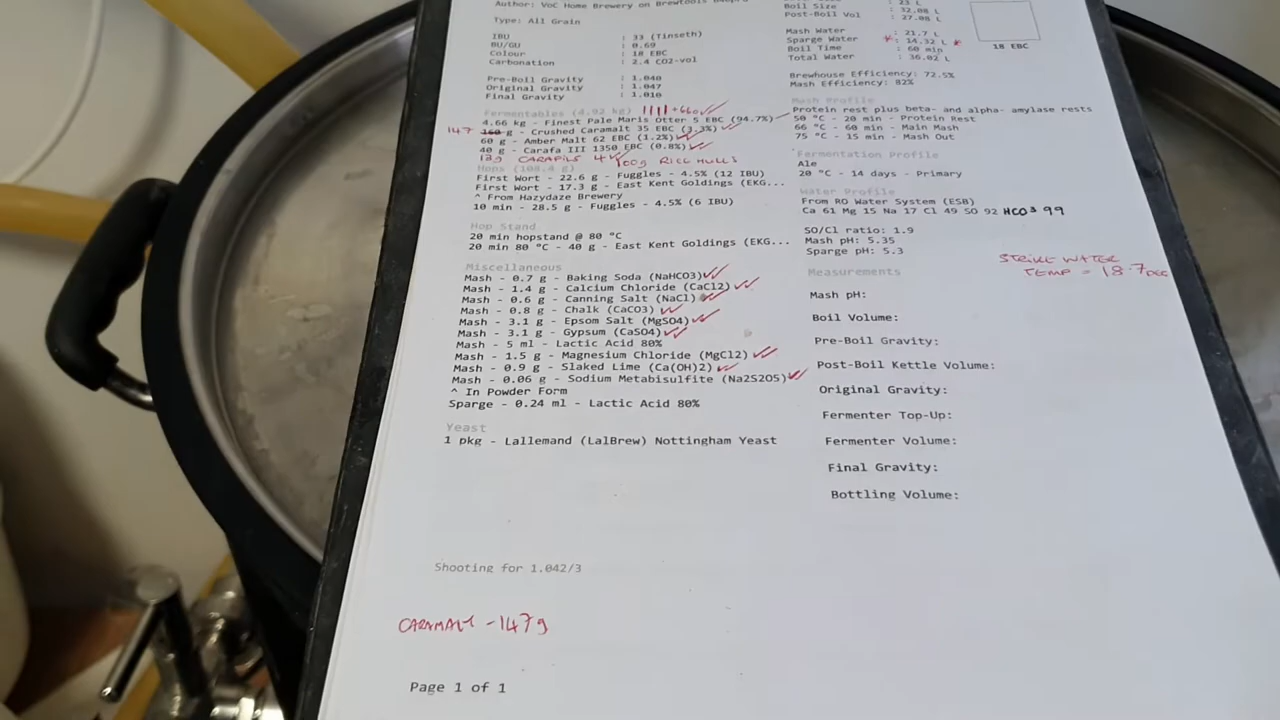 Author: VoC Home Brewery on Brewtools
Type: All Grain
IBU : 33 (Tinseth)
BU/GU : 0.69
Colour : 18 EBC
Carbonation : 2.4 CO2-vol
Pre-Boil Gravity : 1.040
Original Gravity : 1.047
Final Gravity : 1.010
Fermentables (4.92 kg)
4.66 kg - Finest Pale Maris Otter 5 EBC (94.7%)
147 160 g - Crushed Caramalt 35 EBC (3.3%)
60 g - Amber Malt 62 EBC (1.2%)
40 g - Carafa III 1350 EBC (0.8%)
13g CARAPILS 100g RICE HULLS
Hops (108.4 g)
First Wort - 22.6 g - Fuggles - 4.5% (12 IBU)
First Wort - 17.3 g - East Kent Goldings (EKG...
^ From Hazydaze Brewery
10 min - 28.5 g - Fuggles - 4.5% (6 IBU)
Hop Stand
20 min hopstand @ 80 °C
20 min 80 °C - 40 g - East Kent Goldings (EKG...
Miscellaneous
Mash - 0.7 g - Baking Soda (NaHCO3)
Mash - 1.4 g - Calcium Chloride (CaCl2)
Mash - 0.6 g - Canning Salt (NaCl)
Mash - 0.8 g - Chalk (CaCO3)
Mash - 3.1 g - Epsom Salt (MgSO4)
Mash - 3.1 g - Gypsum (CaSO4)
Mash - 5 ml - Lactic Acid 80%
Mash - 1.5 g - Magnesium Chloride (MgCl2)
Mash - 0.9 g - Slaked Lime (Ca(OH)2)
Mash - 0.06 g - Sodium Metabisulfite (Na2S2O5)
^ In Powder Form
Sparge - 0.24 ml - Lactic Acid 80%
Yeast
1 pkg - Lallemand (LalBrew) Nottingham Yeast
Shooting for 1.042/3
CARAMALT - 147g
Page 1 of 1
Boil Size : 32.08 L
Post-Boil Vol : 27.08 L
Mash Water : 21.7 L
Sparge Water : 14.32 L
Boil Time : 60 min
Total Water : 36.02 L
Brewhouse Efficiency: 72.5%
Mash Efficiency: 82%
18 EBC
Mash Profile
Protein rest plus beta- and alpha- amylase rests
50 °C - 20 min - Protein Rest
66 °C - 60 min - Main Mash
75 °C - 15 min - Mash Out
Fermentation Profile
Ale
20 °C - 14 days - Primary
Water Profile
From RO Water System (ESB)
Ca 61 Mg 15 Na 17 Cl 49 SO 92 HCO3 99
SO/Cl ratio: 1.9
Mash pH: 5.35
Sparge pH: 5.3
STRIKE WATER
TEMP = 18.7 DEG
Measurements
Mash pH:
Boil Volume:
Pre-Boil Gravity:
Post-Boil Kettle Volume:
Original Gravity:
Fermenter Top-Up:
Fermenter Volume:
Final Gravity:
Bottling Volume: